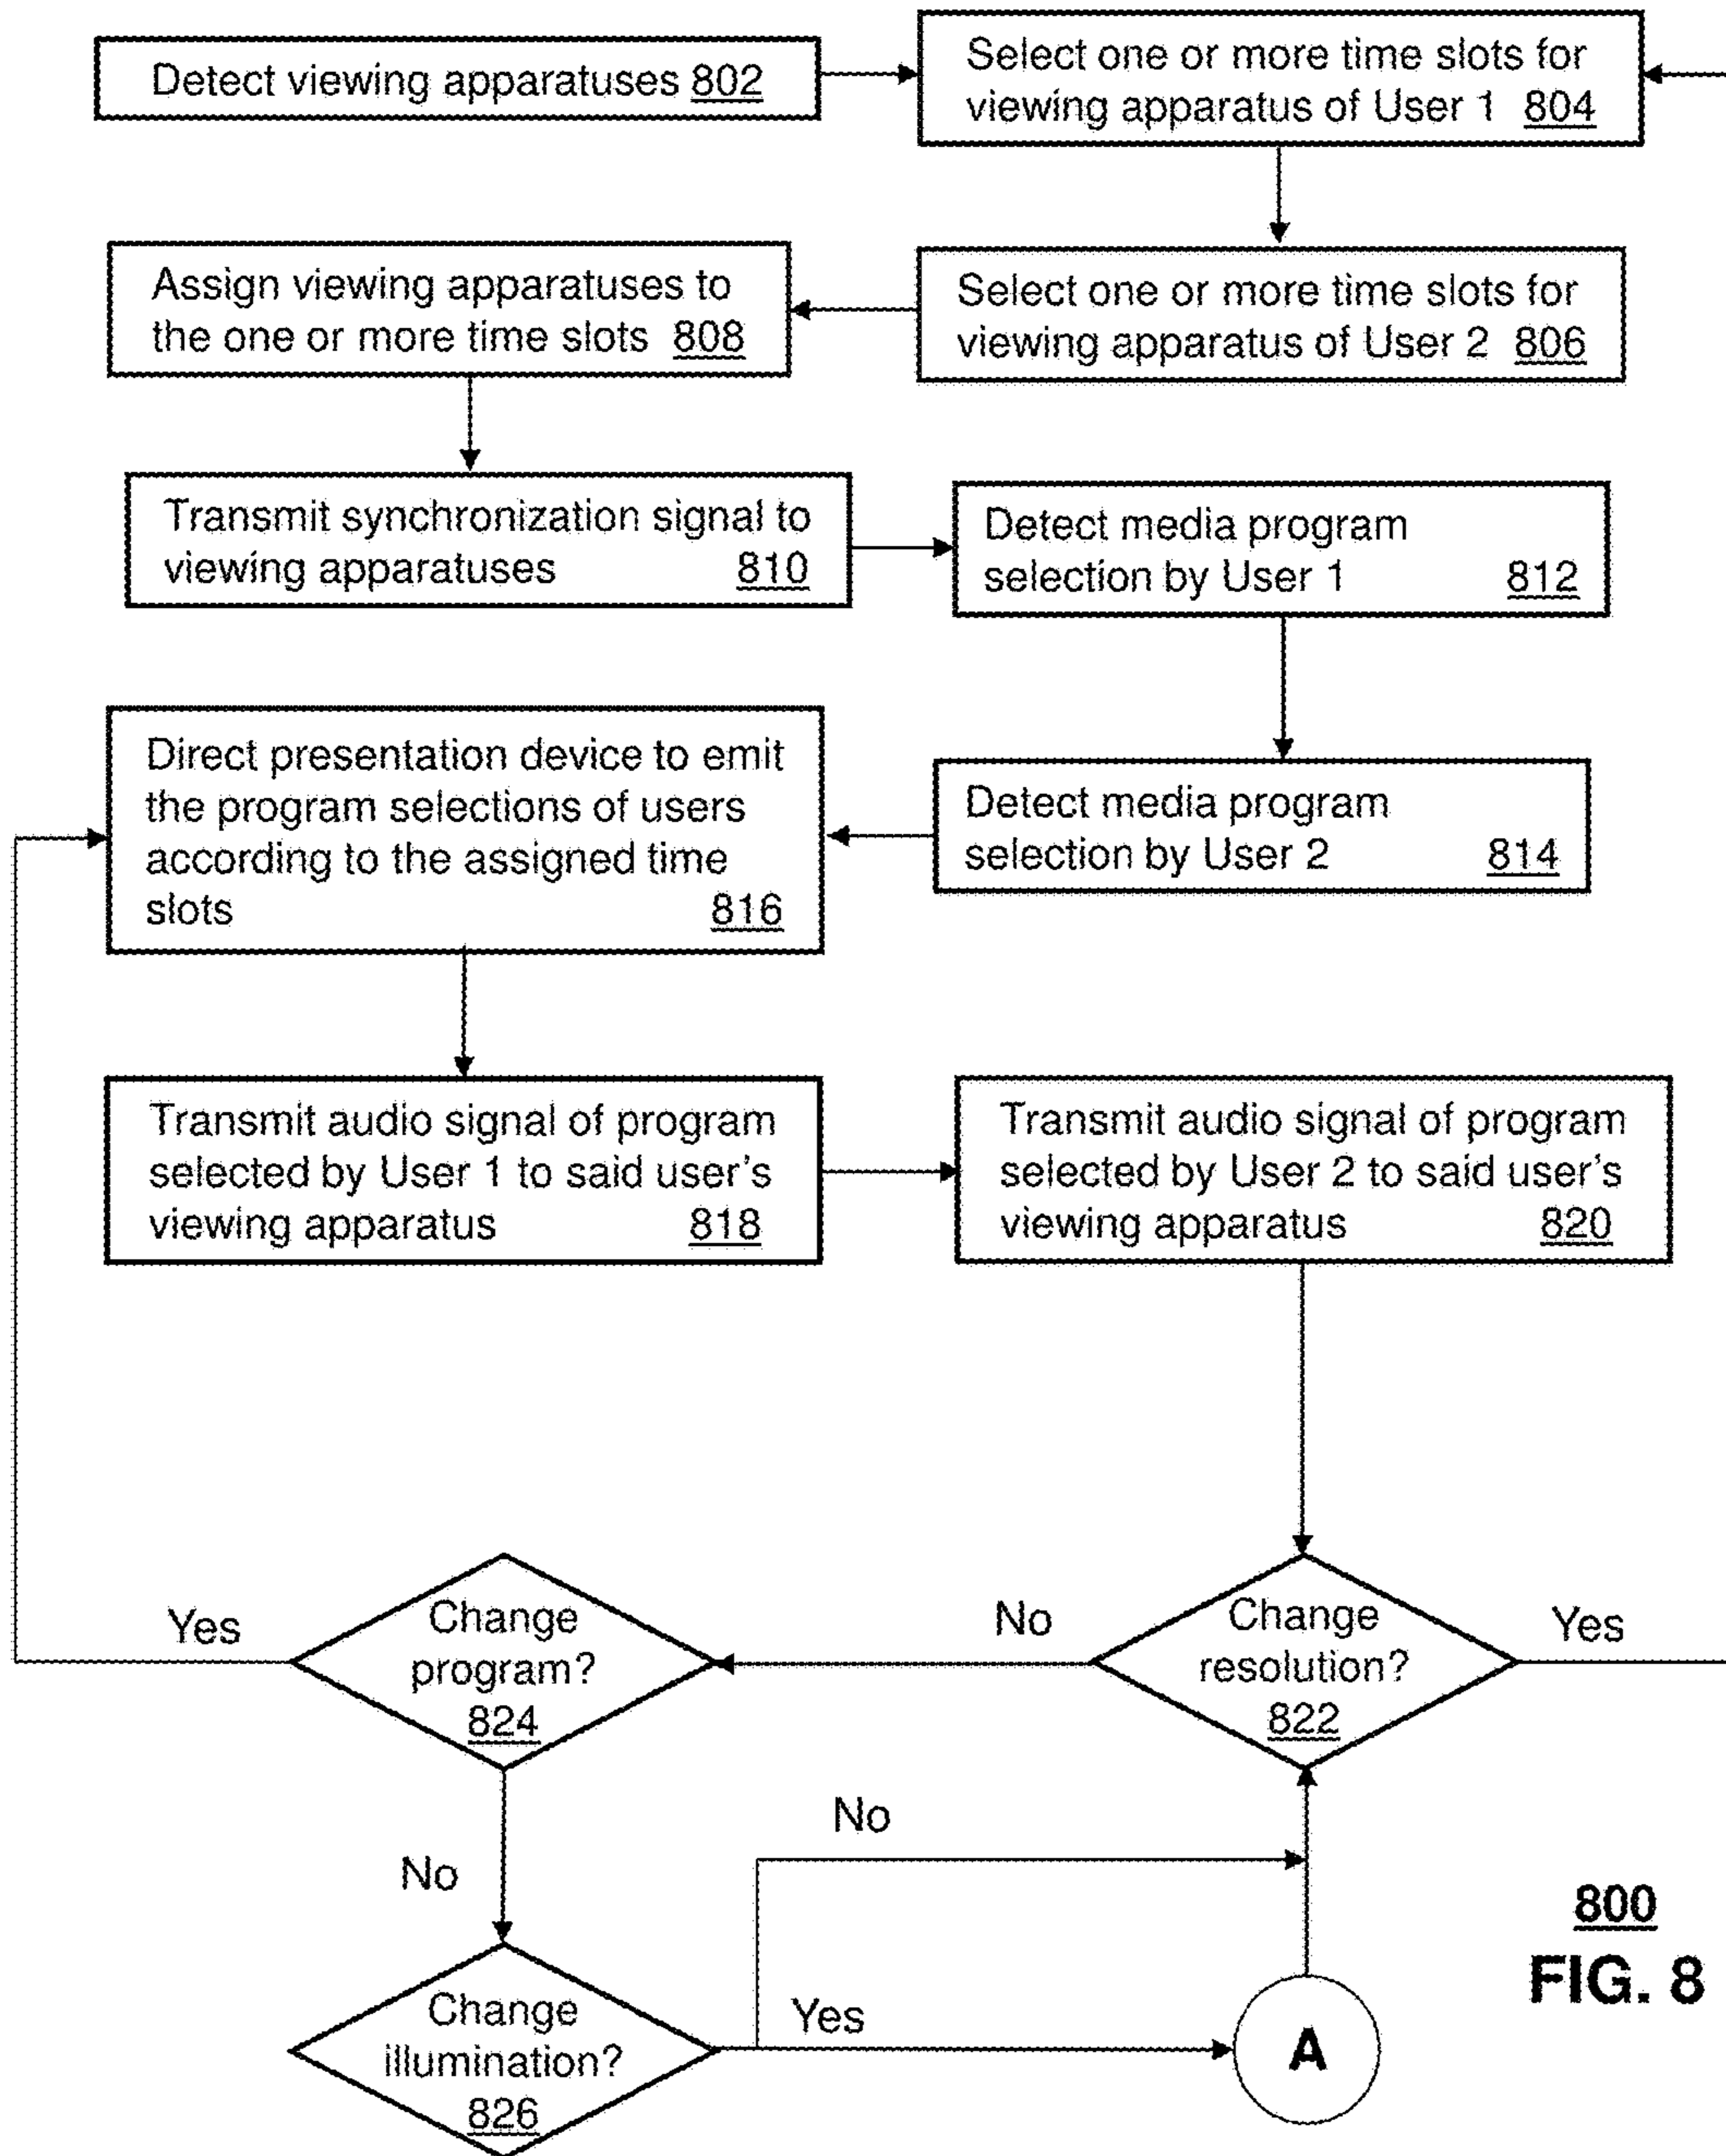 Detect viewing apparatuses 802
Select one or more time slots for
viewing apparatus of User 1 804
Assign viewing apparatuses to
the one or more time slots 808
Select one or more time slots for
viewing apparatus of User 2 806
Transmit synchronization signal to
viewing apparatuses 810
Detect media program
selection by User 1 812
Direct presentation device to emit
the program selections of users
according to the assigned time
slots 816
Detect media program
selection by User 2 814
Transmit audio signal of program
selected by User 1 to said user's
viewing apparatus 818
Transmit audio signal of program
selected by User 2 to said user's
viewing apparatus 820
Yes
Change
program?
824
No
Change
resolution?
822
Yes
No
No
Change
illumination?
826
Yes
A
800
FIG. 8